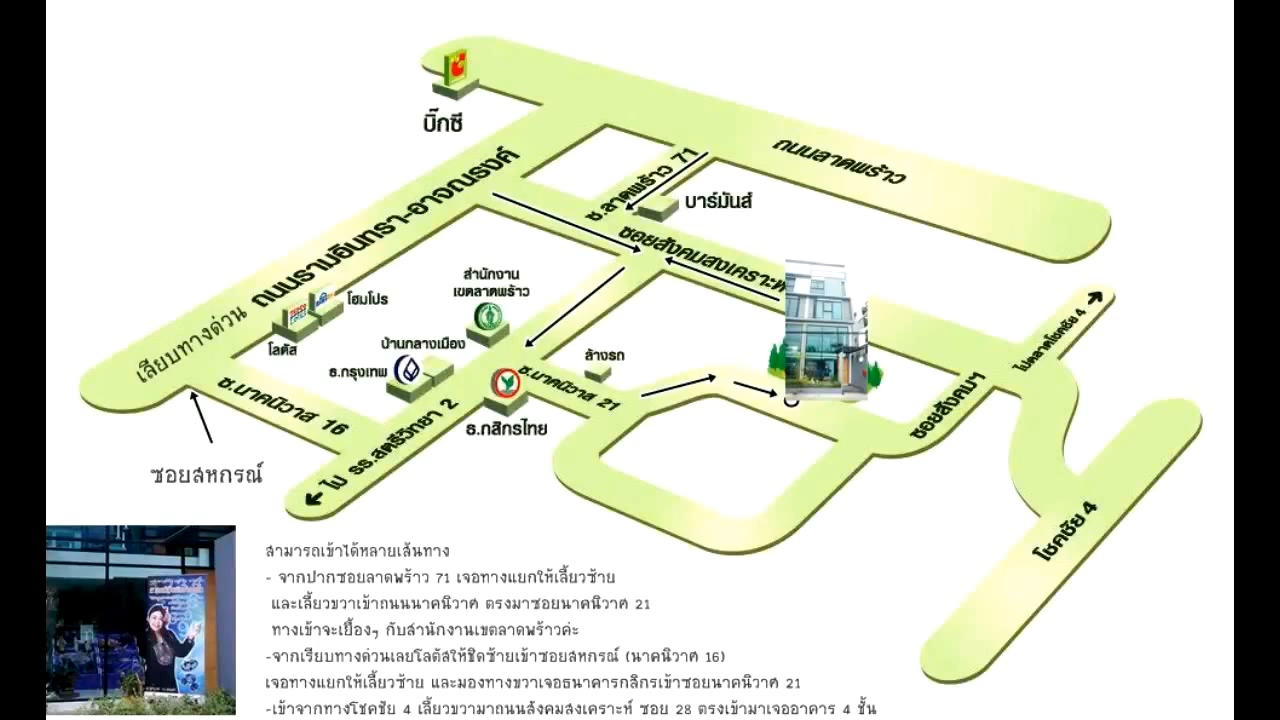 บิ๊กซี
ถนนลาดพร้าว
ซ.ลาดพร้าว 71
บาร์มันส์
ถนนรามอินทรา-อาจณรงค์
เลียบทางด่วน
ซอยสังคมสงเคราะห์
สำนักงาน
เขตลาดพร้าว
โฮมโปร
โลตัส
บ้านกลางเมือง
ธ.กรุงเทพ
ล้างรถ
ซ.นาคนิวาส 21
ซ.นาคนิวาส 16
ธ.กสิกรไทย
ไป รร.สตรีวิทยา 2
ไปตลาดโชคชัย 4
ซอยสังคมฯ
โชคชัย 4
ซอยสหกรณ์
สามารถเข้าได้หลายเส้นทาง
- จากปากซอยลาดพร้าว 71 เจอทางแยกให้เลี้ยวซ้าย
และเลี้ยวขวาเข้าถนนนาคนิวาศ ตรงมาซอยนาคนิวาศ 21
ทางเข้าจะเยื้องๆ กับสำนักงานเขตลาดพร้าวค่ะ
-จากเรียบทางด่วนเลยโลตัสให้ชิดซ้ายเข้าซอยสหกรณ์ (นาคนิวาศ 16)
เจอทางแยกให้เลี้ยวซ้าย และมองทางขวาเจอธนาคารกลิกรเข้าซอยนาคนิวาศ 21
-เข้าจากทางโชคชัย 4 เลี้ยวขวามาถนนสังคมสงเคราะห์ ซอย 28 ตรงเข้ามาเจออาคาร 4 ชั้น